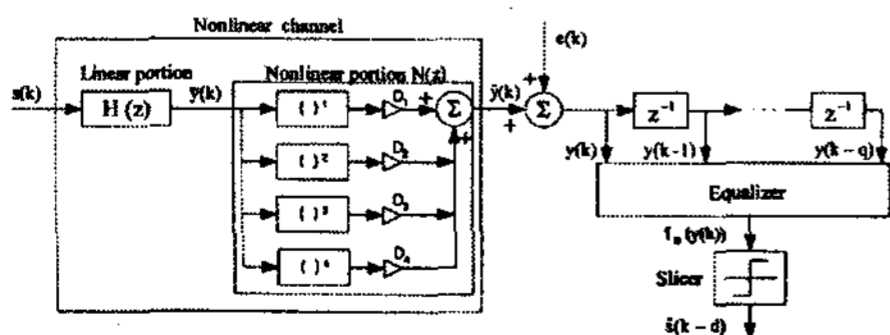 Nonlinear channel
e(k)
Linear portion
Nonlinear portion N(z)
s(k)
H(z)
ȳ(k)
( )¹
D₁
+
Σ
ŷ(k)
+
+
Σ
z⁻¹
...
z⁻¹
+
( )²
D₂
y(k)
y(k-1)
y(k-q)
Equalizer
( )³
D₃
( )⁴
D₄
(y(k))
Slicer
ŝ(k-d)